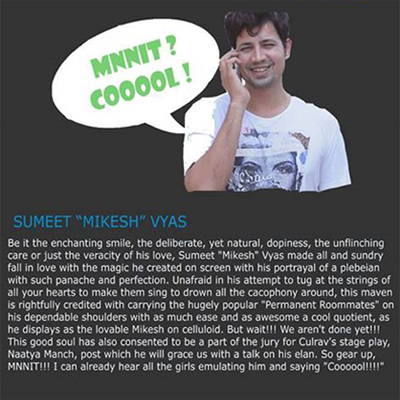 MNNIT ?
COOOOL !
SUMEET “MIKESH” VYAS
Be it the enchanting smile, the deliberate, yet natural, dopiness, the unflinching
care or just the veracity of his love, Sumeet "Mikesh" Vyas made all and sundry
fall in love with the magic he created on screen with his portrayal of a plebeian
with such panache and perfection. Unafraid in his attempt to tug at the strings of
all your hearts to make them sing to drown all the cacophony around, this maven
is rightfully credited with carrying the hugely popular "Permanent Roommates" on
his dependable shoulders with as much ease and as awesome a cool quotient, as
he displays as the lovable Mikesh on celluloid. But wait!!! We aren't done yet!!!
This good soul has also consented to be a part of the jury for Culrav's stage play,
Naatya Manch, post which he will grace us with a talk on his elan. So gear up,
MNNIT!!! I can already hear all the girls emulating him and saying "Coooool!!!!"